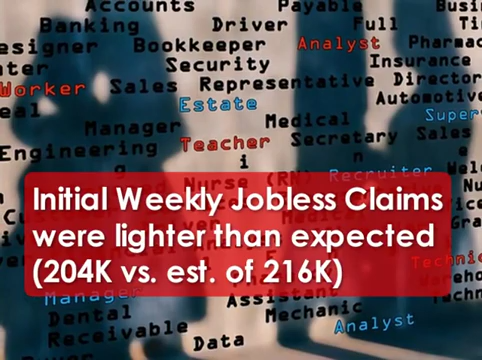 Accounts Payable
Banking Driver Full
Bookkeeper Analyst
Security Insurance
Worker Sales Representative Director
Estate Automotive
Manager Medical
Engineering Teacher Secretary Sales
Nurse (RN) Recruiter
Initial Weekly Jobless Claims
were lighter than expected
(204K vs. est. of 216K)
Manager Assistant
Dental Mechanic
Receivable Data Analyst